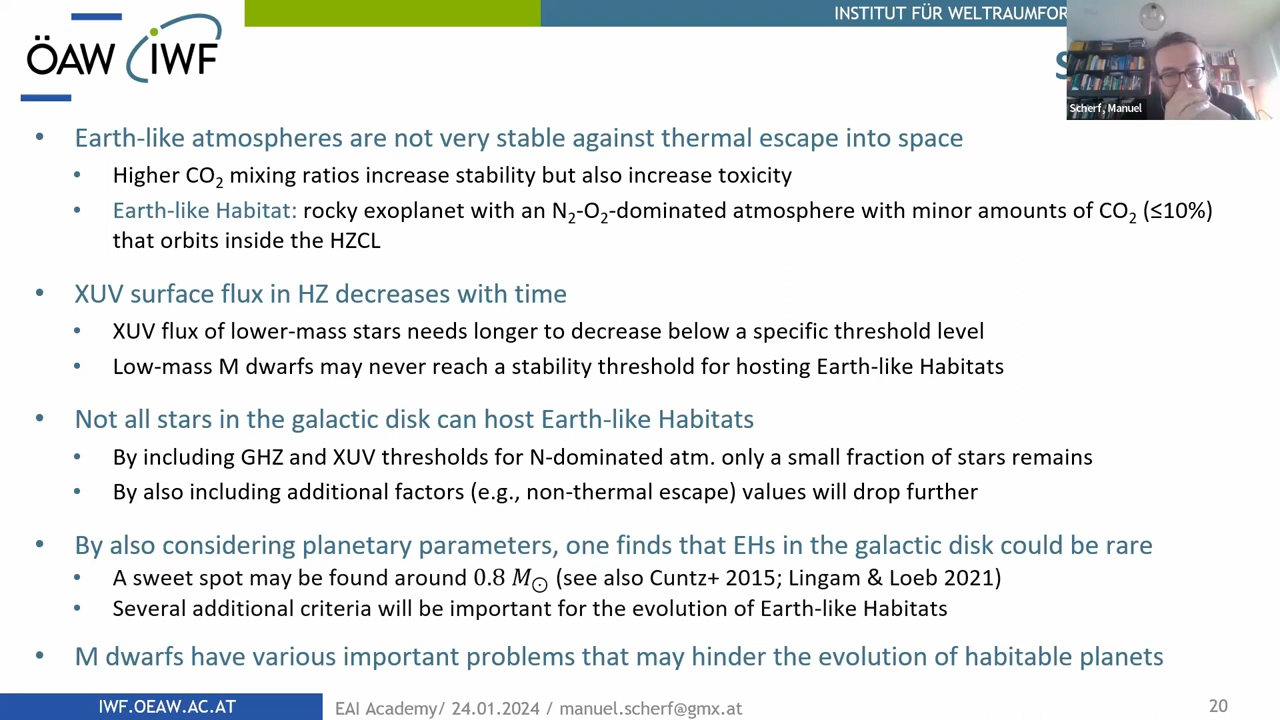 INSTITUT FÜR WELTRAUMFOR
ÖAW IWF
Scherf, Manuel
• Earth-like atmospheres are not very stable against thermal escape into space
• Higher CO₂ mixing ratios increase stability but also increase toxicity
• Earth-like Habitat: rocky exoplanet with an N₂-O₂-dominated atmosphere with minor amounts of CO₂ (≤10%)
that orbits inside the HZCL
• XUV surface flux in HZ decreases with time
• XUV flux of lower-mass stars needs longer to decrease below a specific threshold level
• Low-mass M dwarfs may never reach a stability threshold for hosting Earth-like Habitats
• Not all stars in the galactic disk can host Earth-like Habitats
• By including GHZ and XUV thresholds for N-dominated atm. only a small fraction of stars remains
• By also including additional factors (e.g., non-thermal escape) values will drop further
• By also considering planetary parameters, one finds that EHs in the galactic disk could be rare
• A sweet spot may be found around 0.8 M☉ (see also Cuntz+ 2015; Lingam & Loeb 2021)
• Several additional criteria will be important for the evolution of Earth-like Habitats
• M dwarfs have various important problems that may hinder the evolution of habitable planets
IWF.OEAW.AC.AT
EAI Academy/ 24.01.2024 / manuel.scherf@gmx.at
20